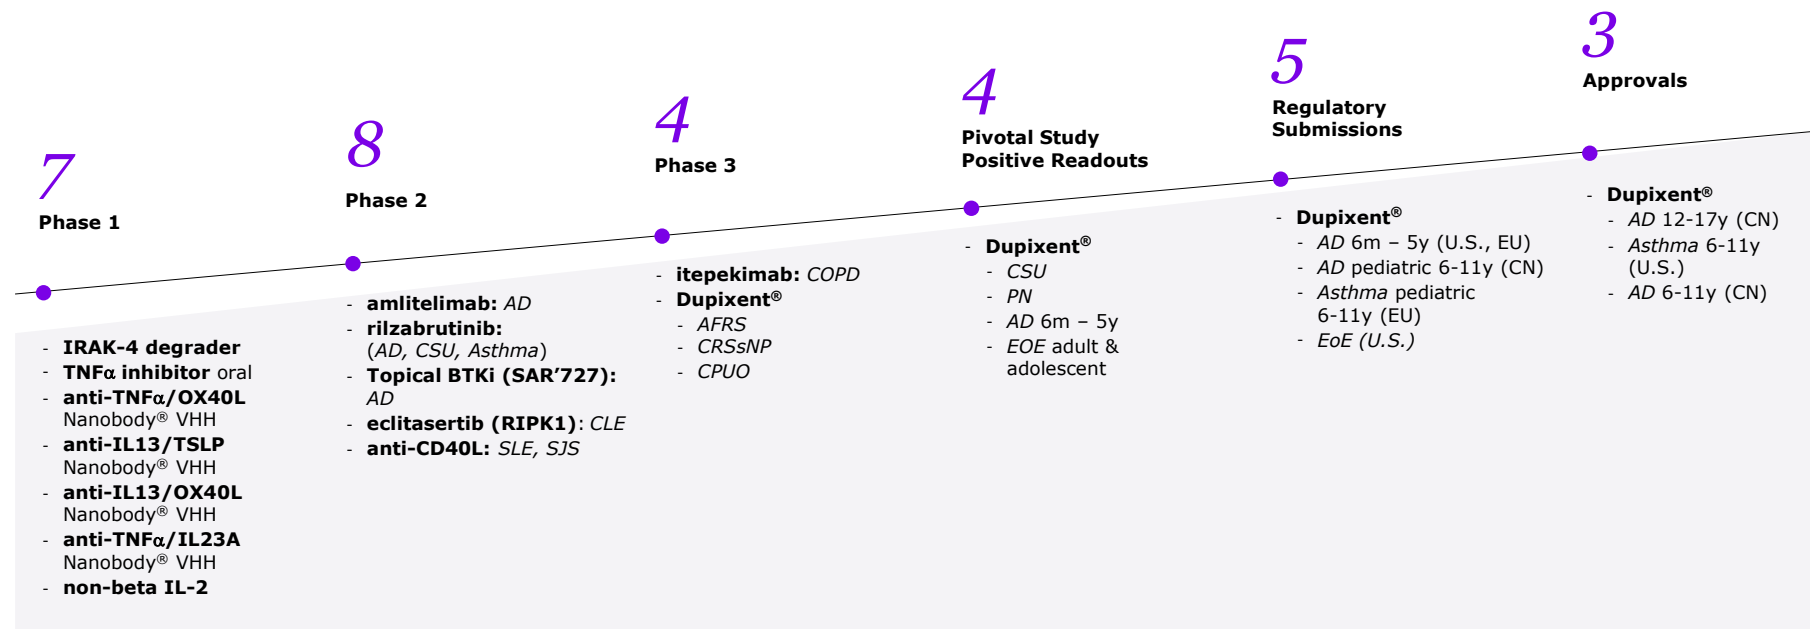 7
Phase 1
- IRAK-4 degrader
- TNFα inhibitor oral
- anti-TNFα/OX40L
Nanobody® VHH
- anti-IL13/TSLP
Nanobody® VHH
- anti-IL13/OX40L
Nanobody® VHH
- anti-TNFα/IL23A
Nanobody® VHH
- non-beta IL-2
8
Phase 2
- amlitelimab: AD
- rilzabrutinib:
(AD, CSU, Asthma)
- Topical BTKi (SAR’727):
AD
- eclitasertib (RIPK1): CLE
- anti-CD40L: SLE, SJS
4
Phase 3
- itepekimab: COPD
- Dupixent®
- AFRS
- CRSsNP
- CPUO
4
Pivotal Study
Positive Readouts
- Dupixent®
- CSU
- PN
- AD 6m – 5y
- EOE adult &
adolescent
5
Regulatory
Submissions
- Dupixent®
- AD 6m – 5y (U.S., EU)
- AD pediatric 6-11y (CN)
- Asthma pediatric
6-11y (EU)
- EoE (U.S.)
3
Approvals
- Dupixent®
- AD 12-17y (CN)
- Asthma 6-11y
(U.S.)
- AD 6-11y (CN)